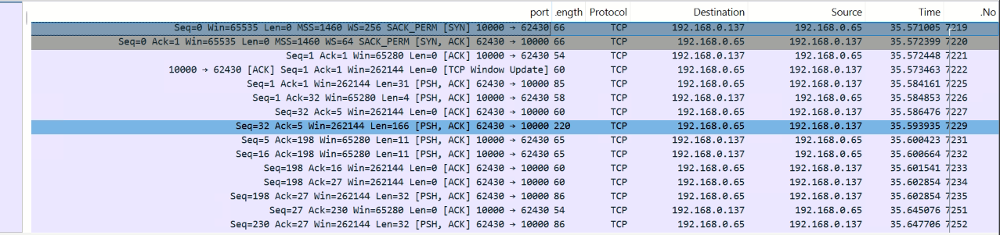 port .ength Protocol Destination Source Time .No
Seq=0 Win=65535 Len=0 MSS=1460 WS=256 SACK_PERM [SYN] 10000 → 62430 66 TCP 192.168.0.137 192.168.0.65 35.571005 7219
Seq=0 Ack=1 Win=65535 Len=0 MSS=1460 WS=64 SACK_PERM [SYN, ACK] 62430 → 10000 66 TCP 192.168.0.65 192.168.0.137 35.572399 7220
Seq=1 Ack=1 Win=65280 Len=0 [ACK] 10000 → 62430 54 TCP 192.168.0.137 192.168.0.65 35.572448 7221
10000 → 62430 [ACK] Seq=1 Ack=1 Win=262144 Len=0 [TCP Window Update] 60 TCP 192.168.0.65 192.168.0.137 35.573463 7222
Seq=1 Ack=1 Win=262144 Len=31 [PSH, ACK] 62430 → 10000 85 TCP 192.168.0.65 192.168.0.137 35.584161 7225
Seq=1 Ack=32 Win=65280 Len=4 [PSH, ACK] 10000 → 62430 58 TCP 192.168.0.137 192.168.0.65 35.584853 7226
Seq=32 Ack=5 Win=262144 Len=0 [ACK] 62430 → 10000 60 TCP 192.168.0.65 192.168.0.137 35.586476 7227
Seq=32 Ack=5 Win=262144 Len=166 [PSH, ACK] 62430 → 10000 220 TCP 192.168.0.65 192.168.0.137 35.593935 7229
Seq=5 Ack=198 Win=65280 Len=11 [PSH, ACK] 10000 → 62430 65 TCP 192.168.0.137 192.168.0.65 35.600423 7231
Seq=16 Ack=198 Win=65280 Len=11 [PSH, ACK] 10000 → 62430 65 TCP 192.168.0.137 192.168.0.65 35.600664 7232
Seq=198 Ack=16 Win=262144 Len=0 [ACK] 62430 → 10000 60 TCP 192.168.0.65 192.168.0.137 35.601541 7233
Seq=198 Ack=27 Win=262144 Len=0 [ACK] 62430 → 10000 60 TCP 192.168.0.65 192.168.0.137 35.602854 7234
Seq=198 Ack=27 Win=262144 Len=32 [PSH, ACK] 62430 → 10000 86 TCP 192.168.0.65 192.168.0.137 35.602854 7235
Seq=27 Ack=230 Win=65280 Len=0 [ACK] 10000 → 62430 54 TCP 192.168.0.137 192.168.0.65 35.645076 7251
Seq=230 Ack=27 Win=262144 Len=32 [PSH, ACK] 62430 → 10000 86 TCP 192.168.0.65 192.168.0.137 35.647706 7252